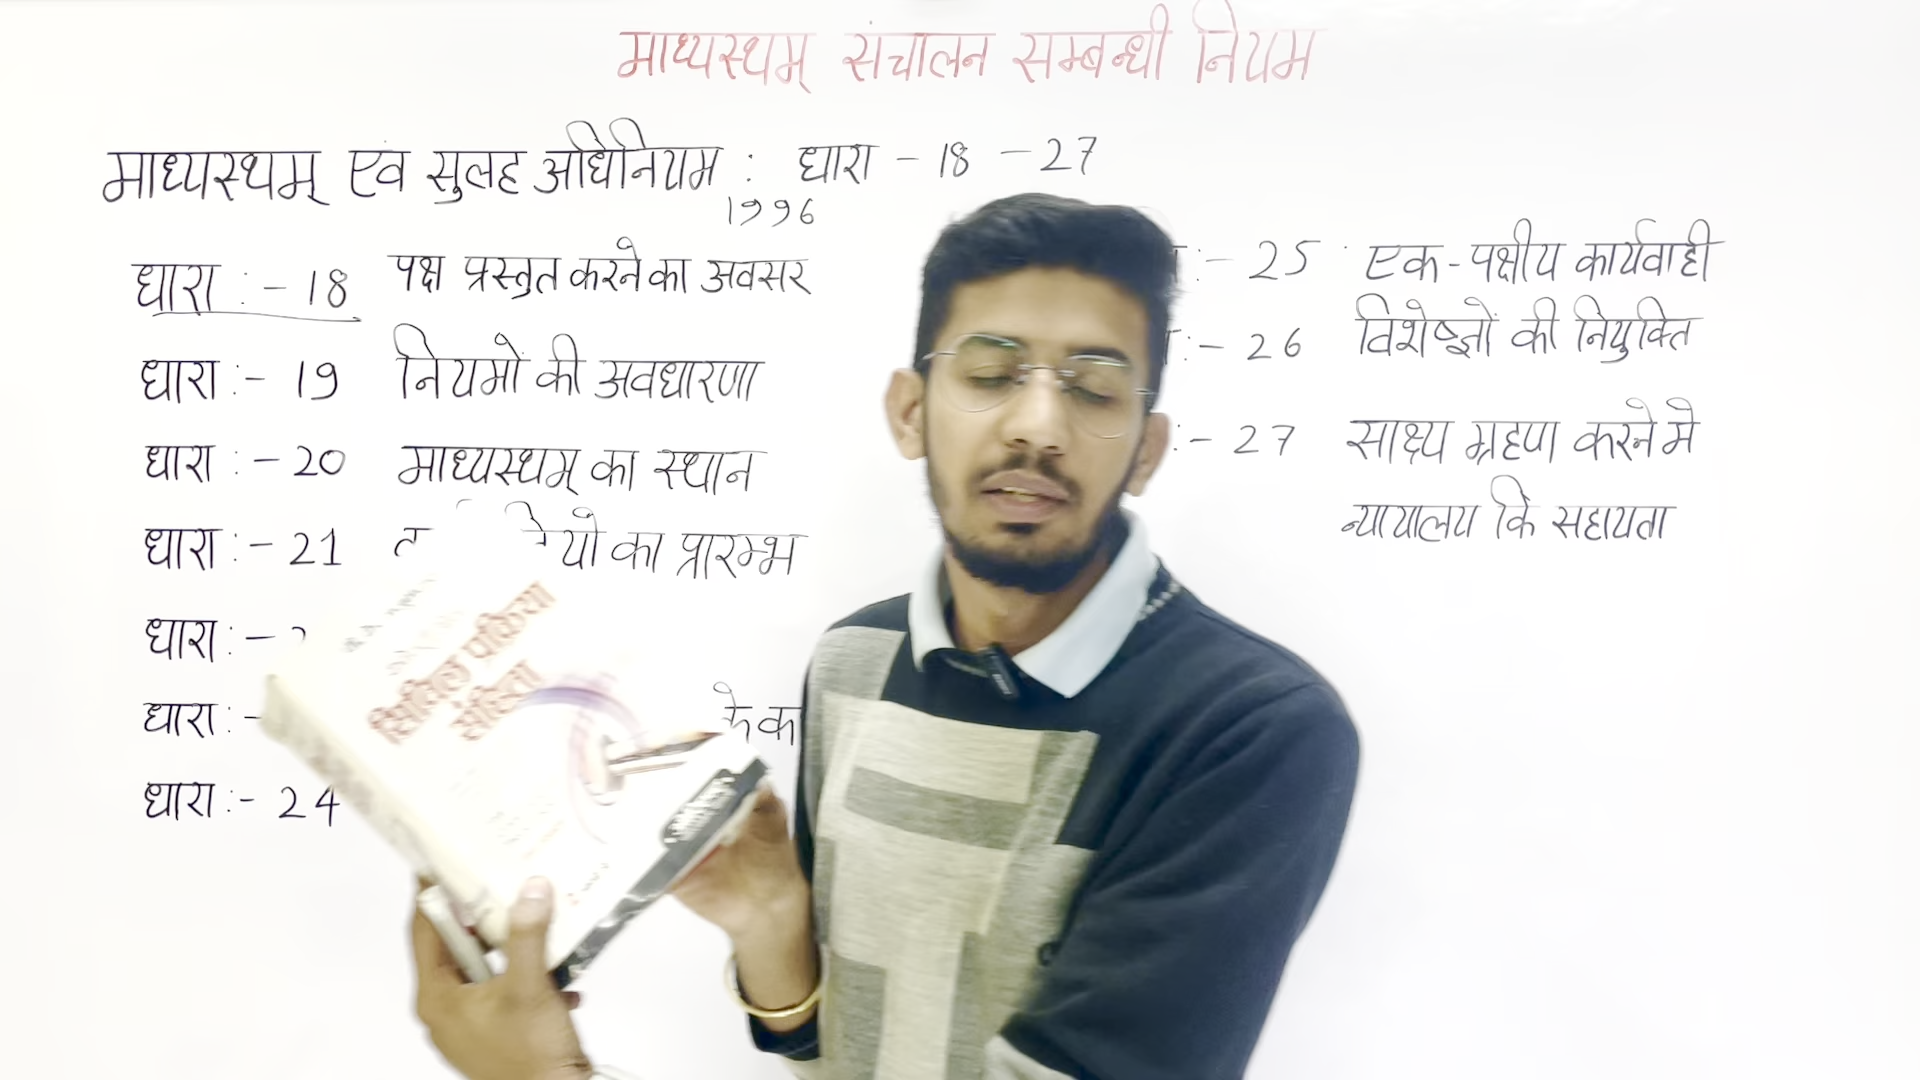 माध्यस्थम् संचालन सम्बन्धी नियम
माध्यस्थम् एवं सुलह अधिनियम : धारा - 18 - 27
1996
धारा :- 18 पक्ष प्रस्तुत करने का अवसर
धारा :- 19 नियमो की अवधारणा
धारा :- 20 माध्यस्थम् का स्थान
धारा :- 21 का प्रारम्भ
धारा :-
धारा :- का
धारा :- 24
:- 25 एक-पक्षीय कार्यवाही
:- 26 विशेष्ज्ञों की नियुक्ति
:- 27 साक्ष्य ग्रहण करने मे
न्यायालय कि सहायता
सिविल प्रक्रिया
संहिता